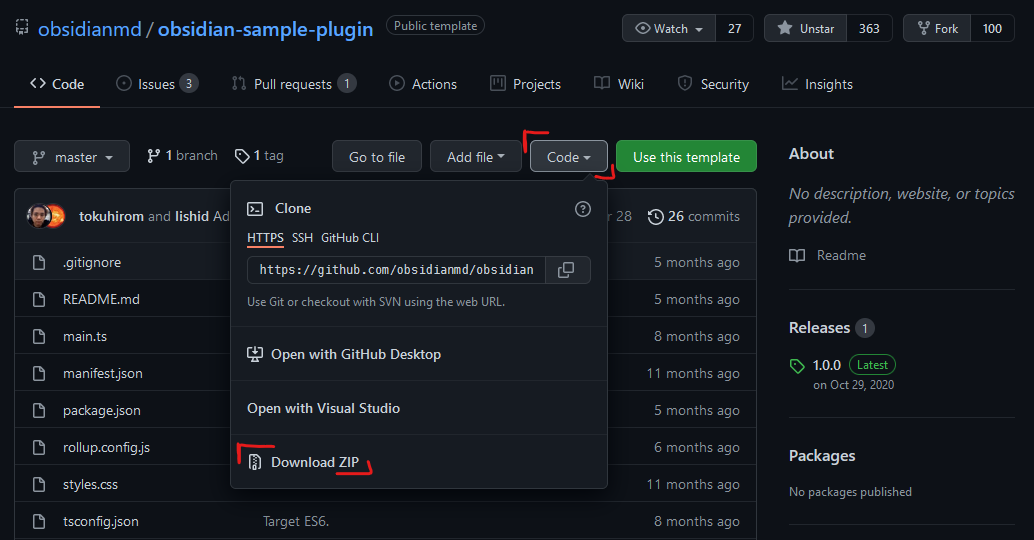 obsidianmd / obsidian-sample-plugin Public template Watch 27 Unstar 363 Fork 100
Code Issues 3 Pull requests 1 Actions Projects Wiki Security Insights
master 1 branch 1 tag Go to file Add file Code Use this template
About
No description, website, or topics
provided.
Readme
Releases 1
1.0.0 Latest
on Oct 29, 2020
Packages
No packages published
tokuhirom and lishid Ad 28 26 commits
Clone
HTTPS SSH GitHub CLI
https://github.com/obsidianmd/obsidian
Use Git or checkout with SVN using the web URL.
Open with GitHub Desktop
Open with Visual Studio
Download ZIP
.gitignore 5 months ago
README.md 5 months ago
main.ts 8 months ago
manifest.json 11 months ago
package.json 5 months ago
rollup.config.js 6 months ago
styles.css 11 months ago
tsconfig.json Target ES6. 8 months ago